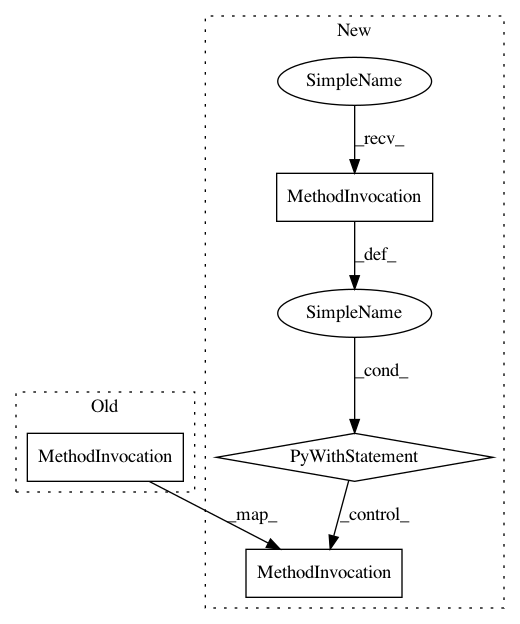 New
SimpleName
_recv_
MethodInvocation
_def_
SimpleName
_cond_
Old
MethodInvocation
PyWithStatement
_map_
_control_
MethodInvocation